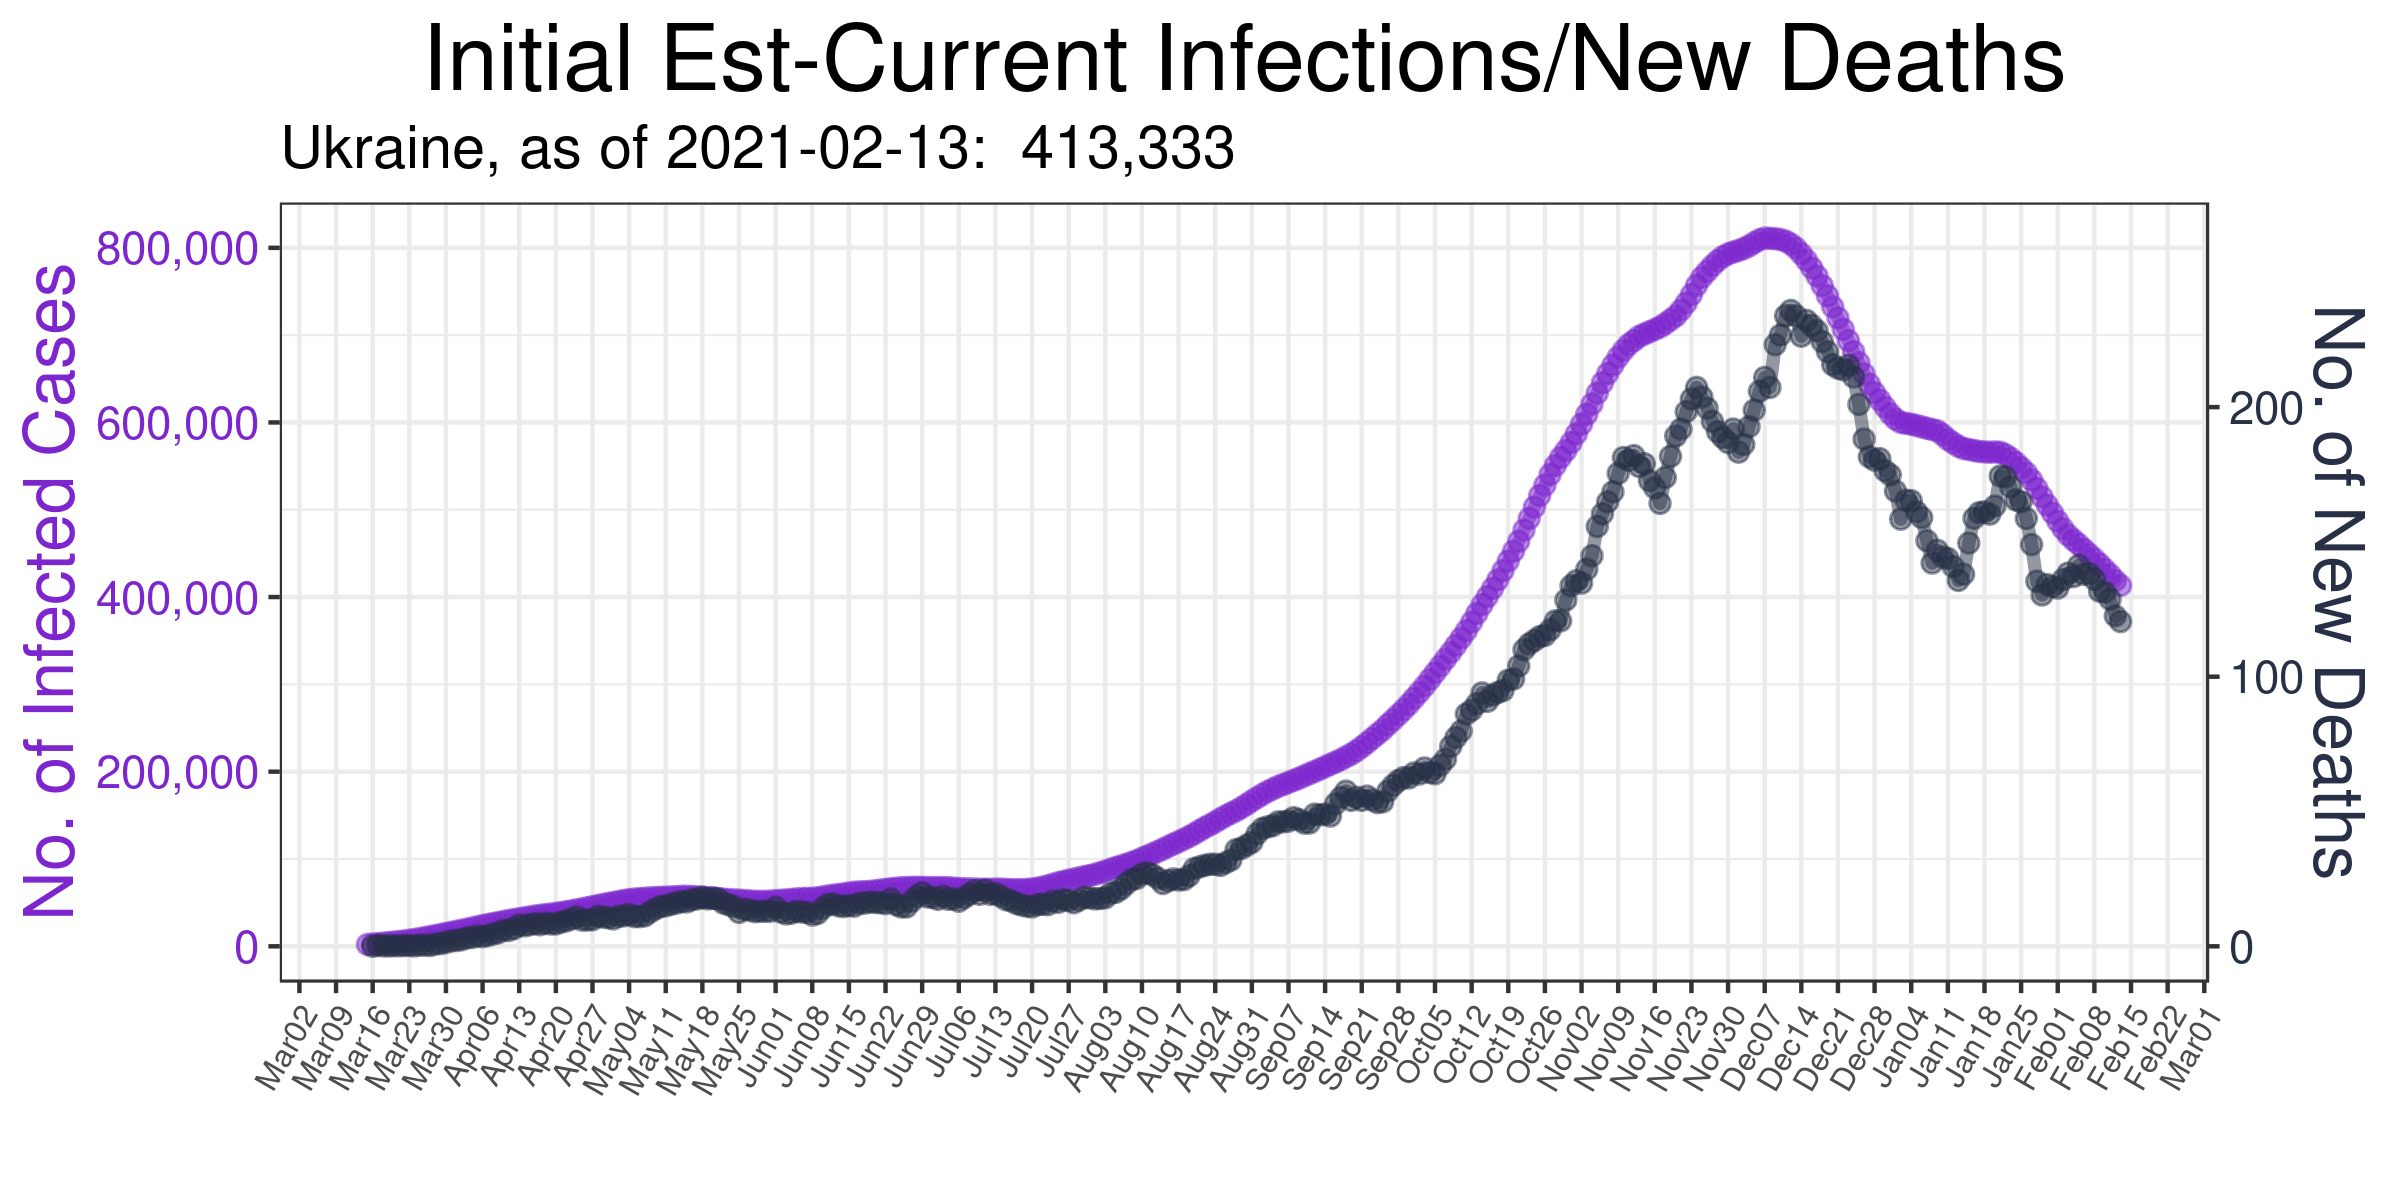 Initial Est-Current Infections/New Deaths
Ukraine, as of 2021-02-13:  413,333
No. of Infected Cases
800,000
600,000
400,000
200,000
0
No. of New Deaths
200
100
0
Mar02
Mar09
Mar16
Mar23
Mar30
Apr06
Apr13
Apr20
Apr27
May04
May11
May18
May25
Jun01
Jun08
Jun15
Jun22
Jun29
Jul06
Jul13
Jul20
Jul27
Aug03
Aug10
Aug17
Aug24
Aug31
Sep07
Sep14
Sep21
Sep28
Oct05
Oct12
Oct19
Oct26
Nov02
Nov09
Nov16
Nov23
Nov30
Dec07
Dec14
Dec21
Dec28
Jan04
Jan11
Jan18
Jan25
Feb01
Feb08
Feb15
Feb22
Mar01